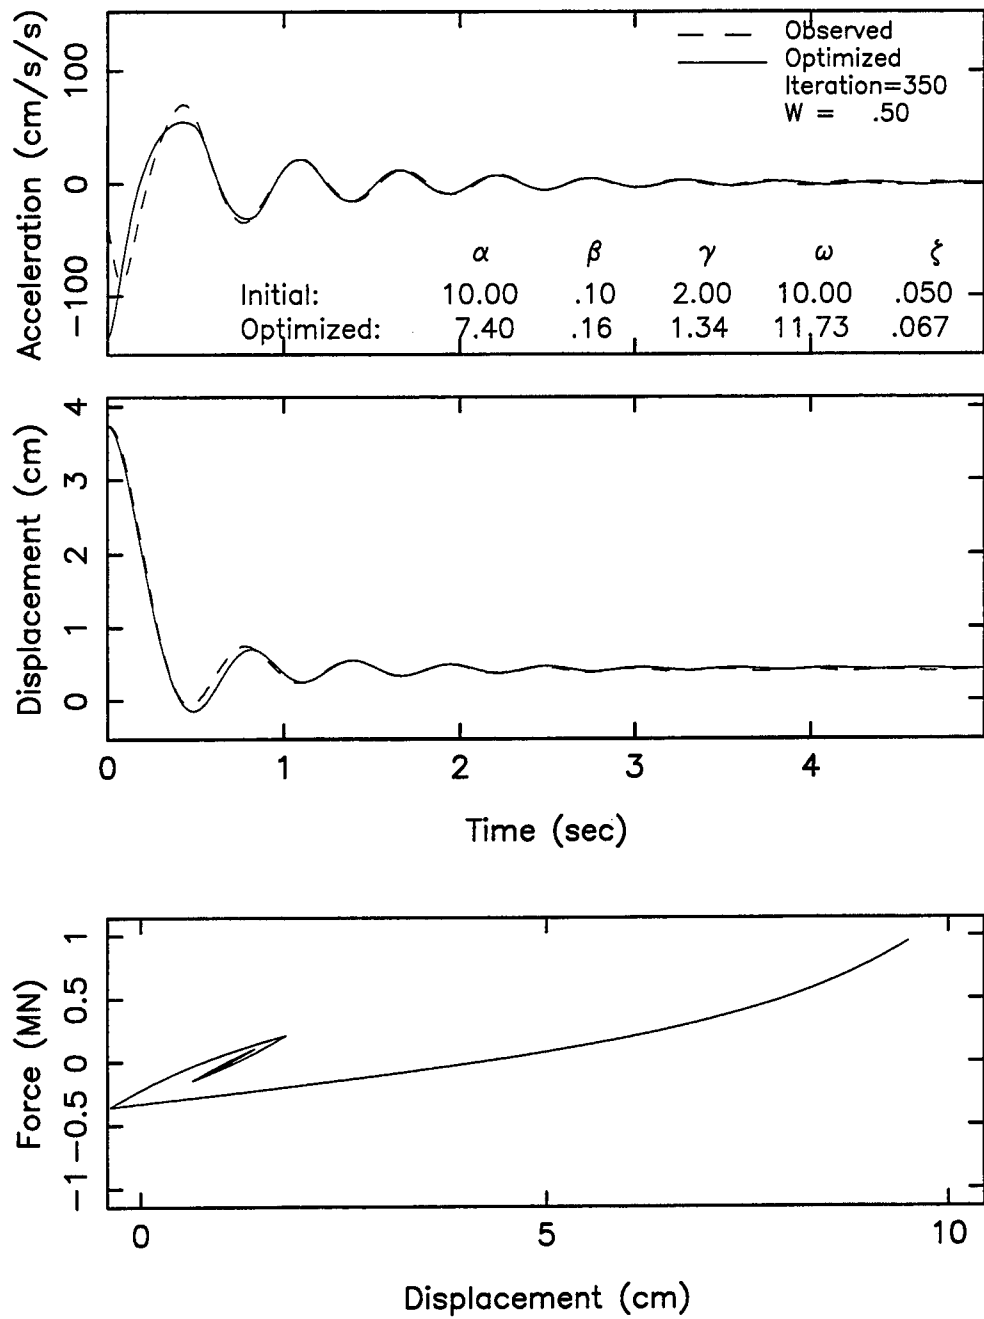 Observed
Optimized
Iteration=350
W = .50
Acceleration (cm/s/s)
100
0
−100
α β γ ω ζ
Initial: 10.00 .10 2.00 10.00 .050
Optimized: 7.40 .16 1.34 11.73 .067
Displacement (cm)
4
3
2
1
0
0 1 2 3 4
Time (sec)
Force (MN)
1
0.5
0
−0.5
−1
0 5 10
Displacement (cm)